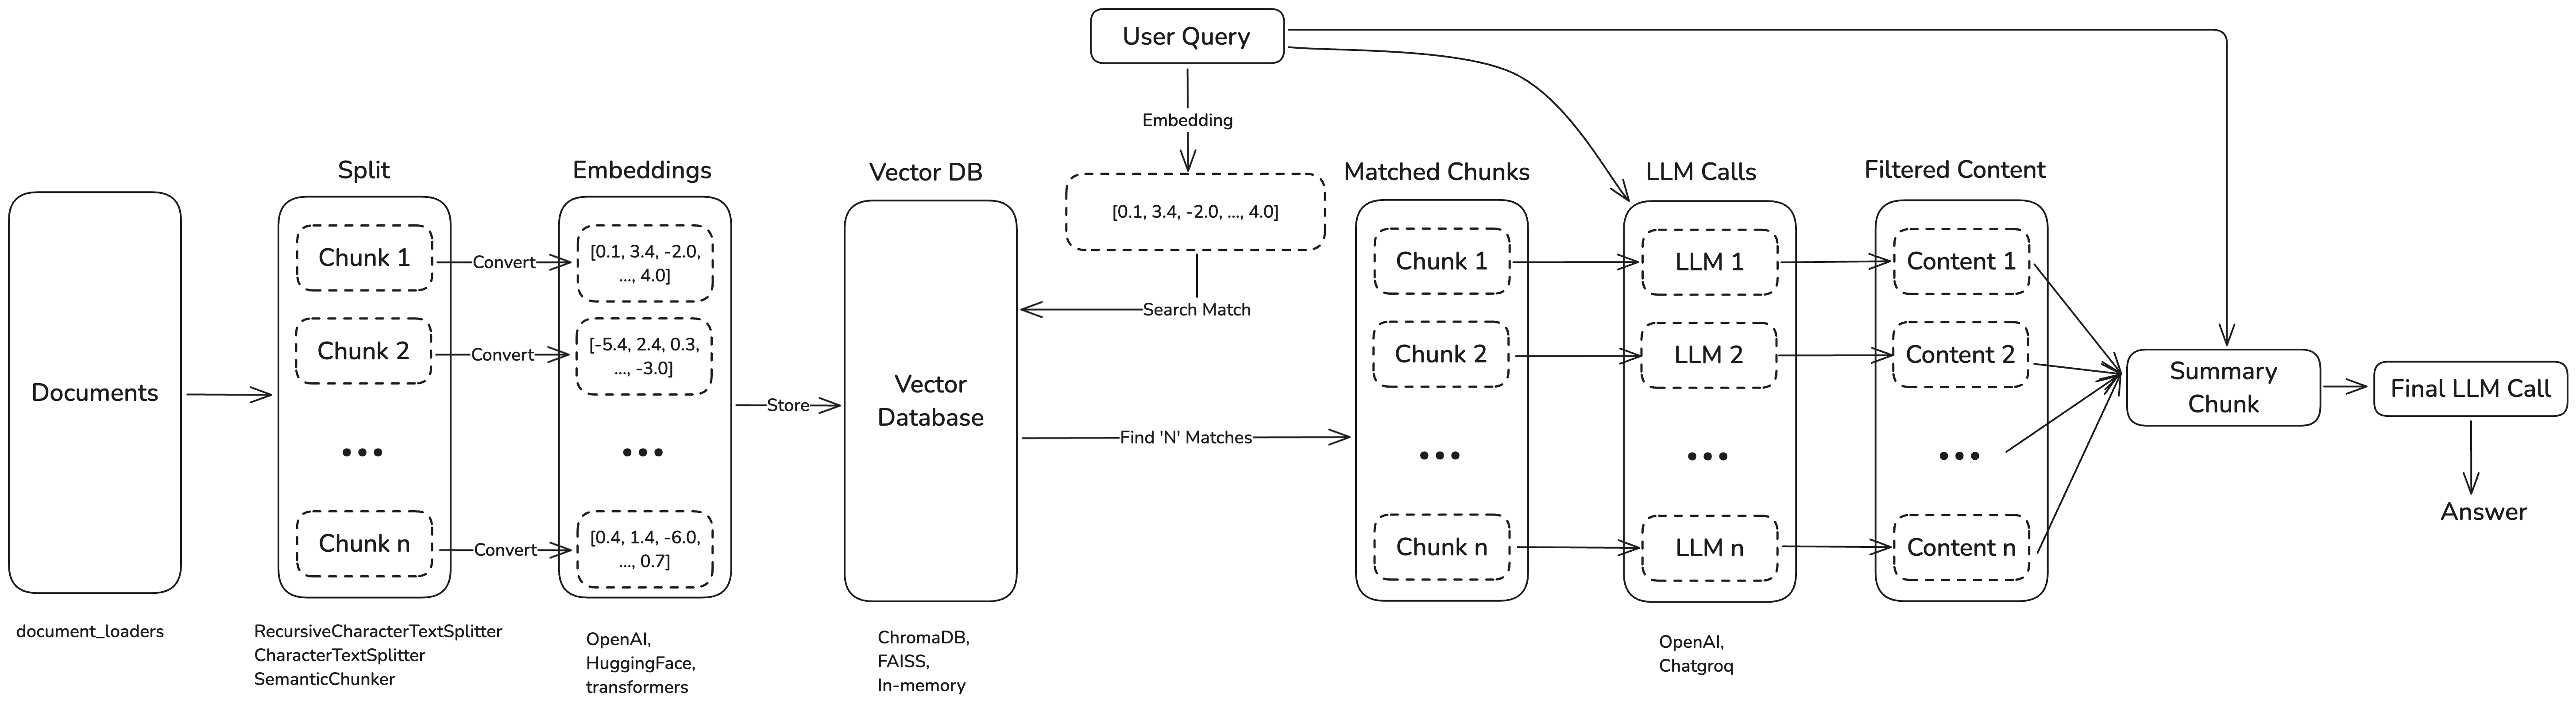 User Query
Embedding
[0.1, 3.4, -2.0, ..., 4.0]
Search Match
Documents
document_loaders
Split
Chunk 1
Chunk 2
...
Chunk n
RecursiveCharacterTextSplitter
CharacterTextSplitter
SemanticChunker
Convert
Convert
Convert
Embeddings
[0.1, 3.4, -2.0,
..., 4.0]
[-5.4, 2.4, 0.3,
..., -3.0]
...
[0.4, 1.4, -6.0,
..., 0.7]
OpenAI,
HuggingFace,
transformers
Store
Vector DB
Vector
Database
ChromaDB,
FAISS,
In-memory
Find 'N' Matches
Matched Chunks
Chunk 1
Chunk 2
...
Chunk n
LLM Calls
LLM 1
LLM 2
...
LLM n
OpenAI,
Chatgroq
Filtered Content
Content 1
Content 2
...
Content n
Summary
Chunk
Final LLM Call
Answer